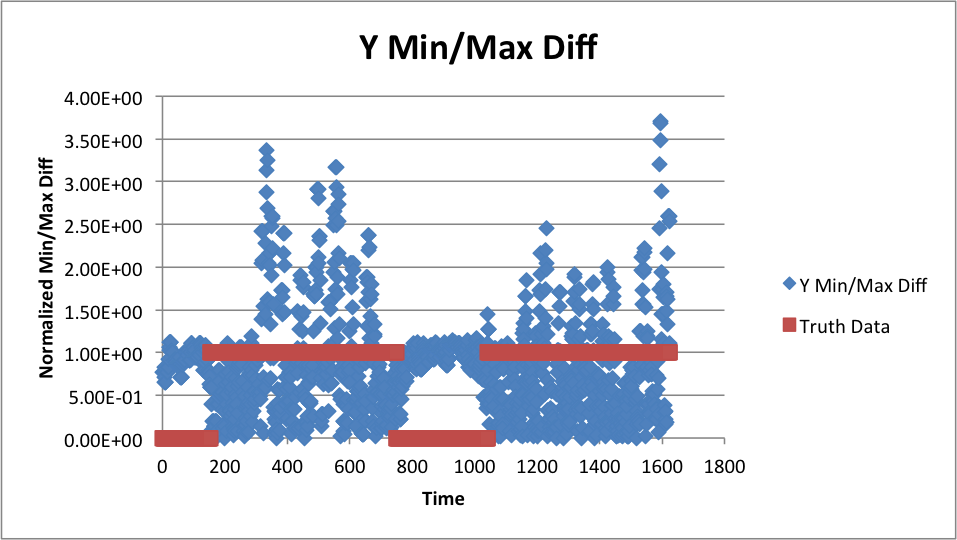 Y Min/Max Diff
4.00E+00
3.50E+00
3.00E+00
2.50E+00
2.00E+00
1.50E+00
1.00E+00
5.00E-01
0.00E+00
Normalized Min/Max Diff
0 200 400 600 800 1000 1200 1400 1600 1800
Time
Y Min/Max Diff
Truth Data